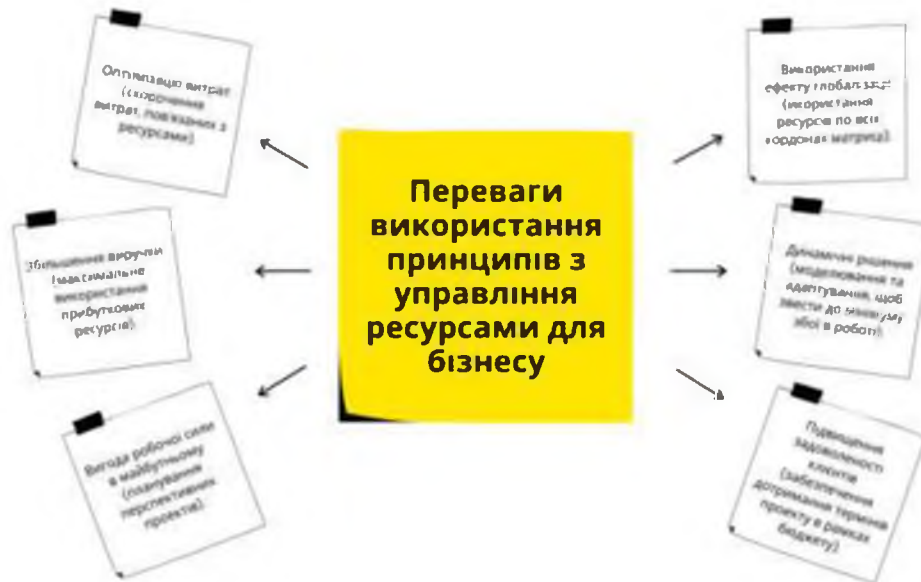 Оптимізацію витрат
(скорочення
витрат, пов'язаних з
ресурсами).
Збільшення виручки
(максимальне
використання
прибуткових
ресурсів).
Вигода робочої сили
в майбутньому
(планування
перспективних
проектів).
Переваги
використання
принципів з
управління
ресурсами для
бізнесу
Використання
ефекту глобалізації
(икористання
ресурсів по всіх
кордонах матриці).
Динамічні рішення
(моделювання та
адаптування, щоб
звести до мінімуму
збої в роботі).
Підвищення
задоволеності
клієнтів
(забезпечення
дотримання термінів
проекту в рамках
бюджету)